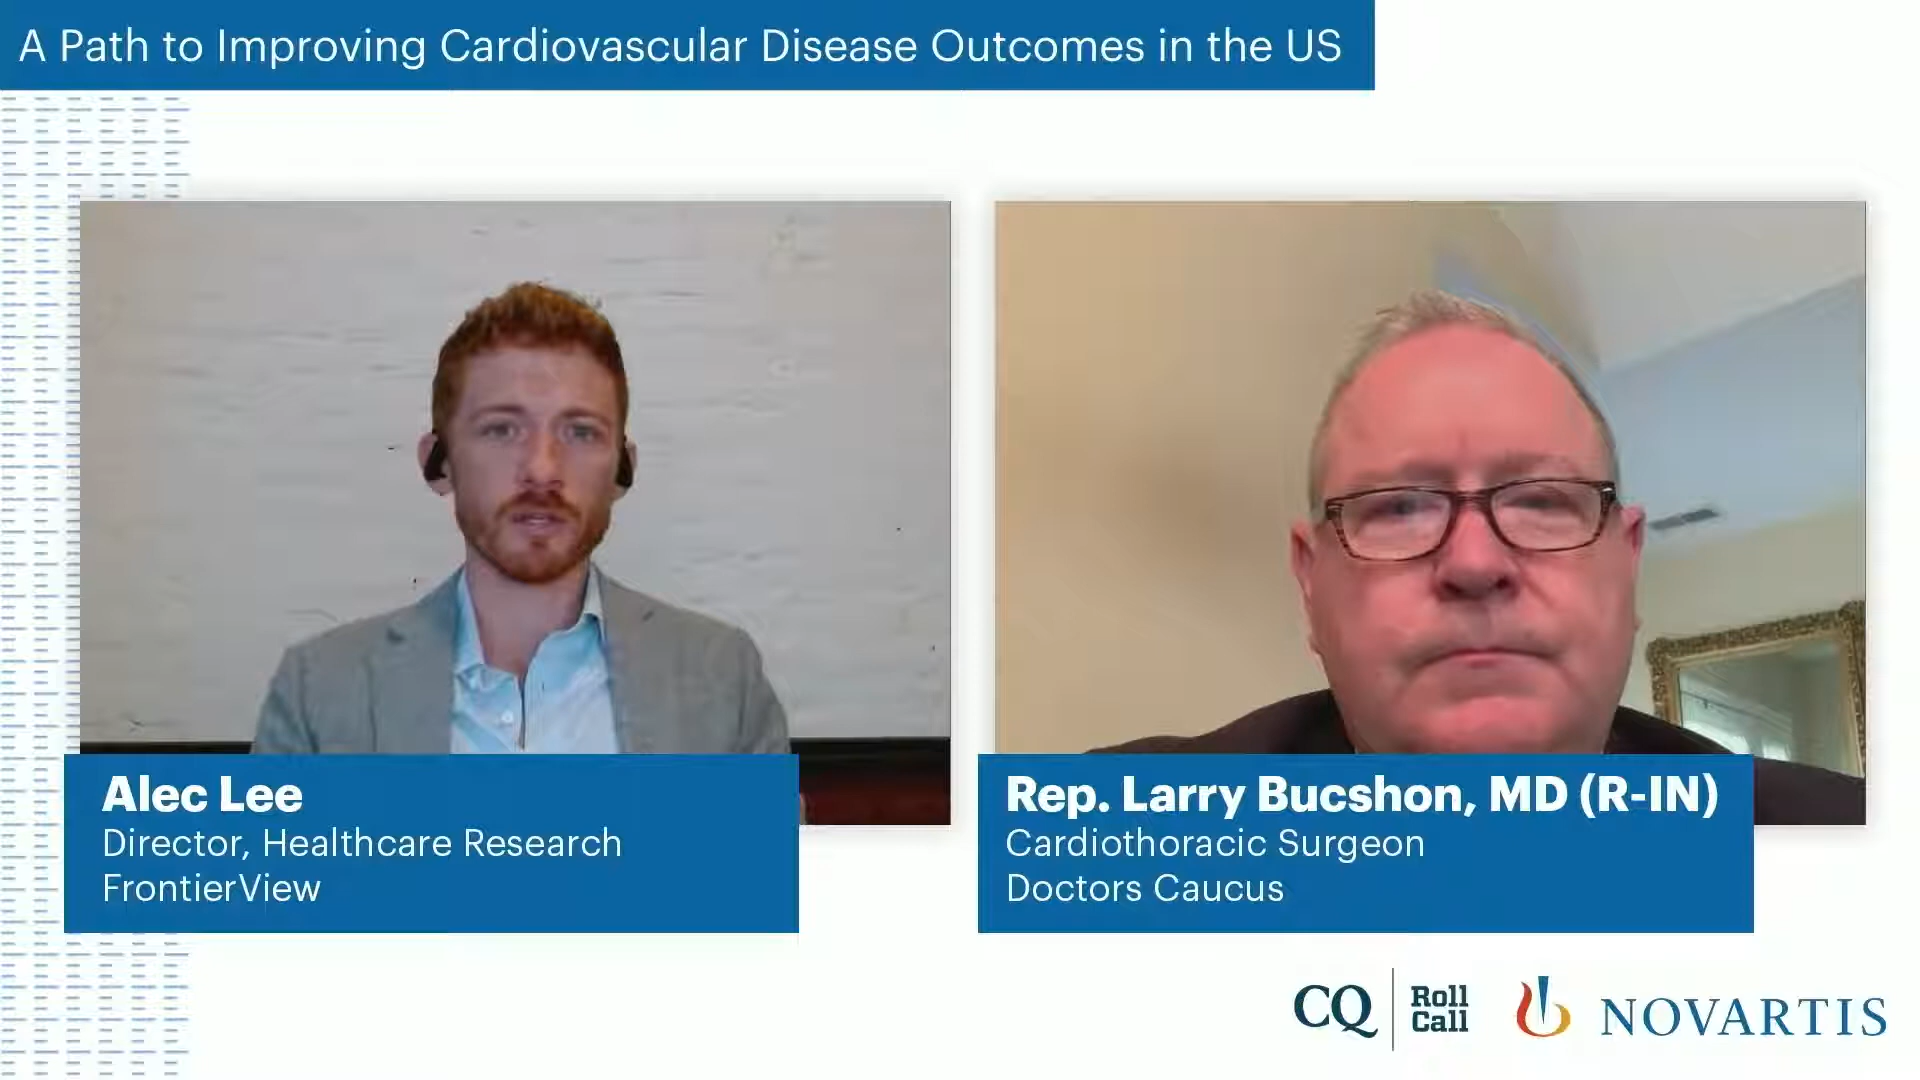 A Path to Improving Cardiovascular Disease Outcomes in the US
Alec Lee
Director, Healthcare Research
FrontierView
Rep. Larry Bucshon, MD (R-IN)
Cardiothoracic Surgeon
Doctors Caucus
CQ Roll Call
NOVARTIS